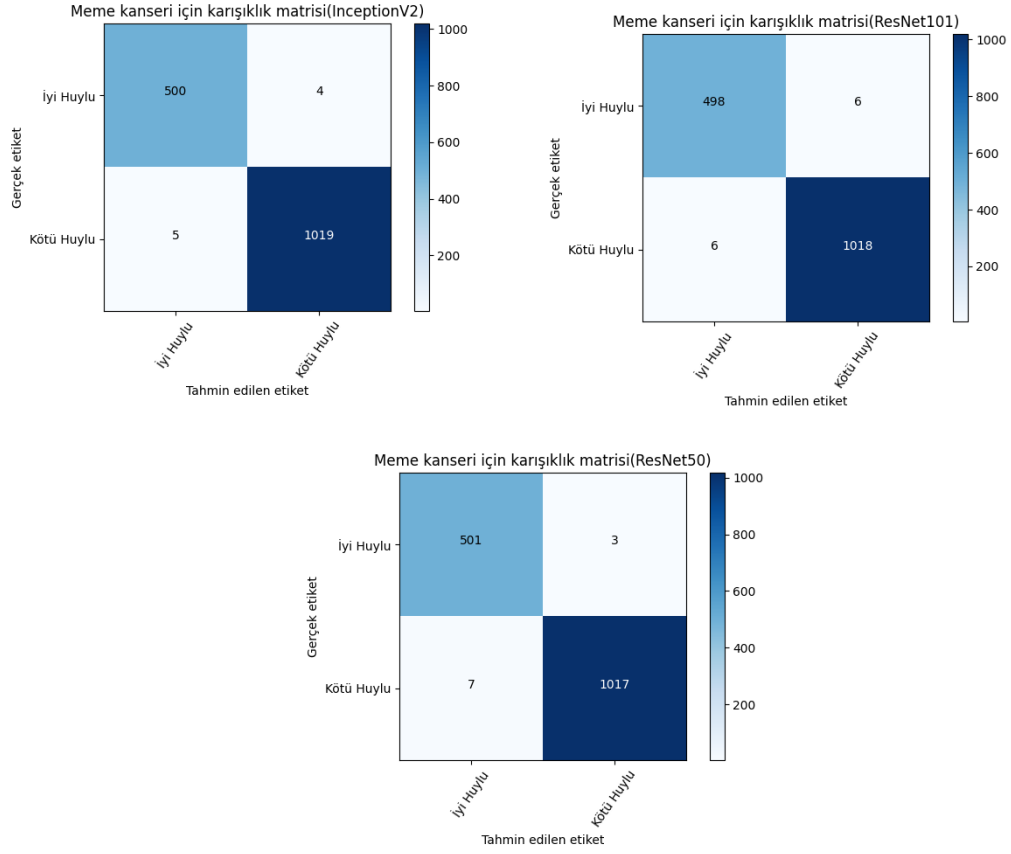 Meme kanseri için karışıklık matrisi(InceptionV2)
İyi Huylu
Kötü Huylu
Gerçek etiket
500 4
5 1019
1000
800
600
400
200
İyi Huylu
Kötü Huylu
Tahmin edilen etiket
Meme kanseri için karışıklık matrisi(ResNet101)
İyi Huylu
Kötü Huylu
Gerçek etiket
498 6
6 1018
1000
800
600
400
200
İyi Huylu
Kötü Huylu
Tahmin edilen etiket
Meme kanseri için karışıklık matrisi(ResNet50)
İyi Huylu
Kötü Huylu
Gerçek etiket
501 3
7 1017
1000
800
600
400
200
İyi Huylu
Kötü Huylu
Tahmin edilen etiket